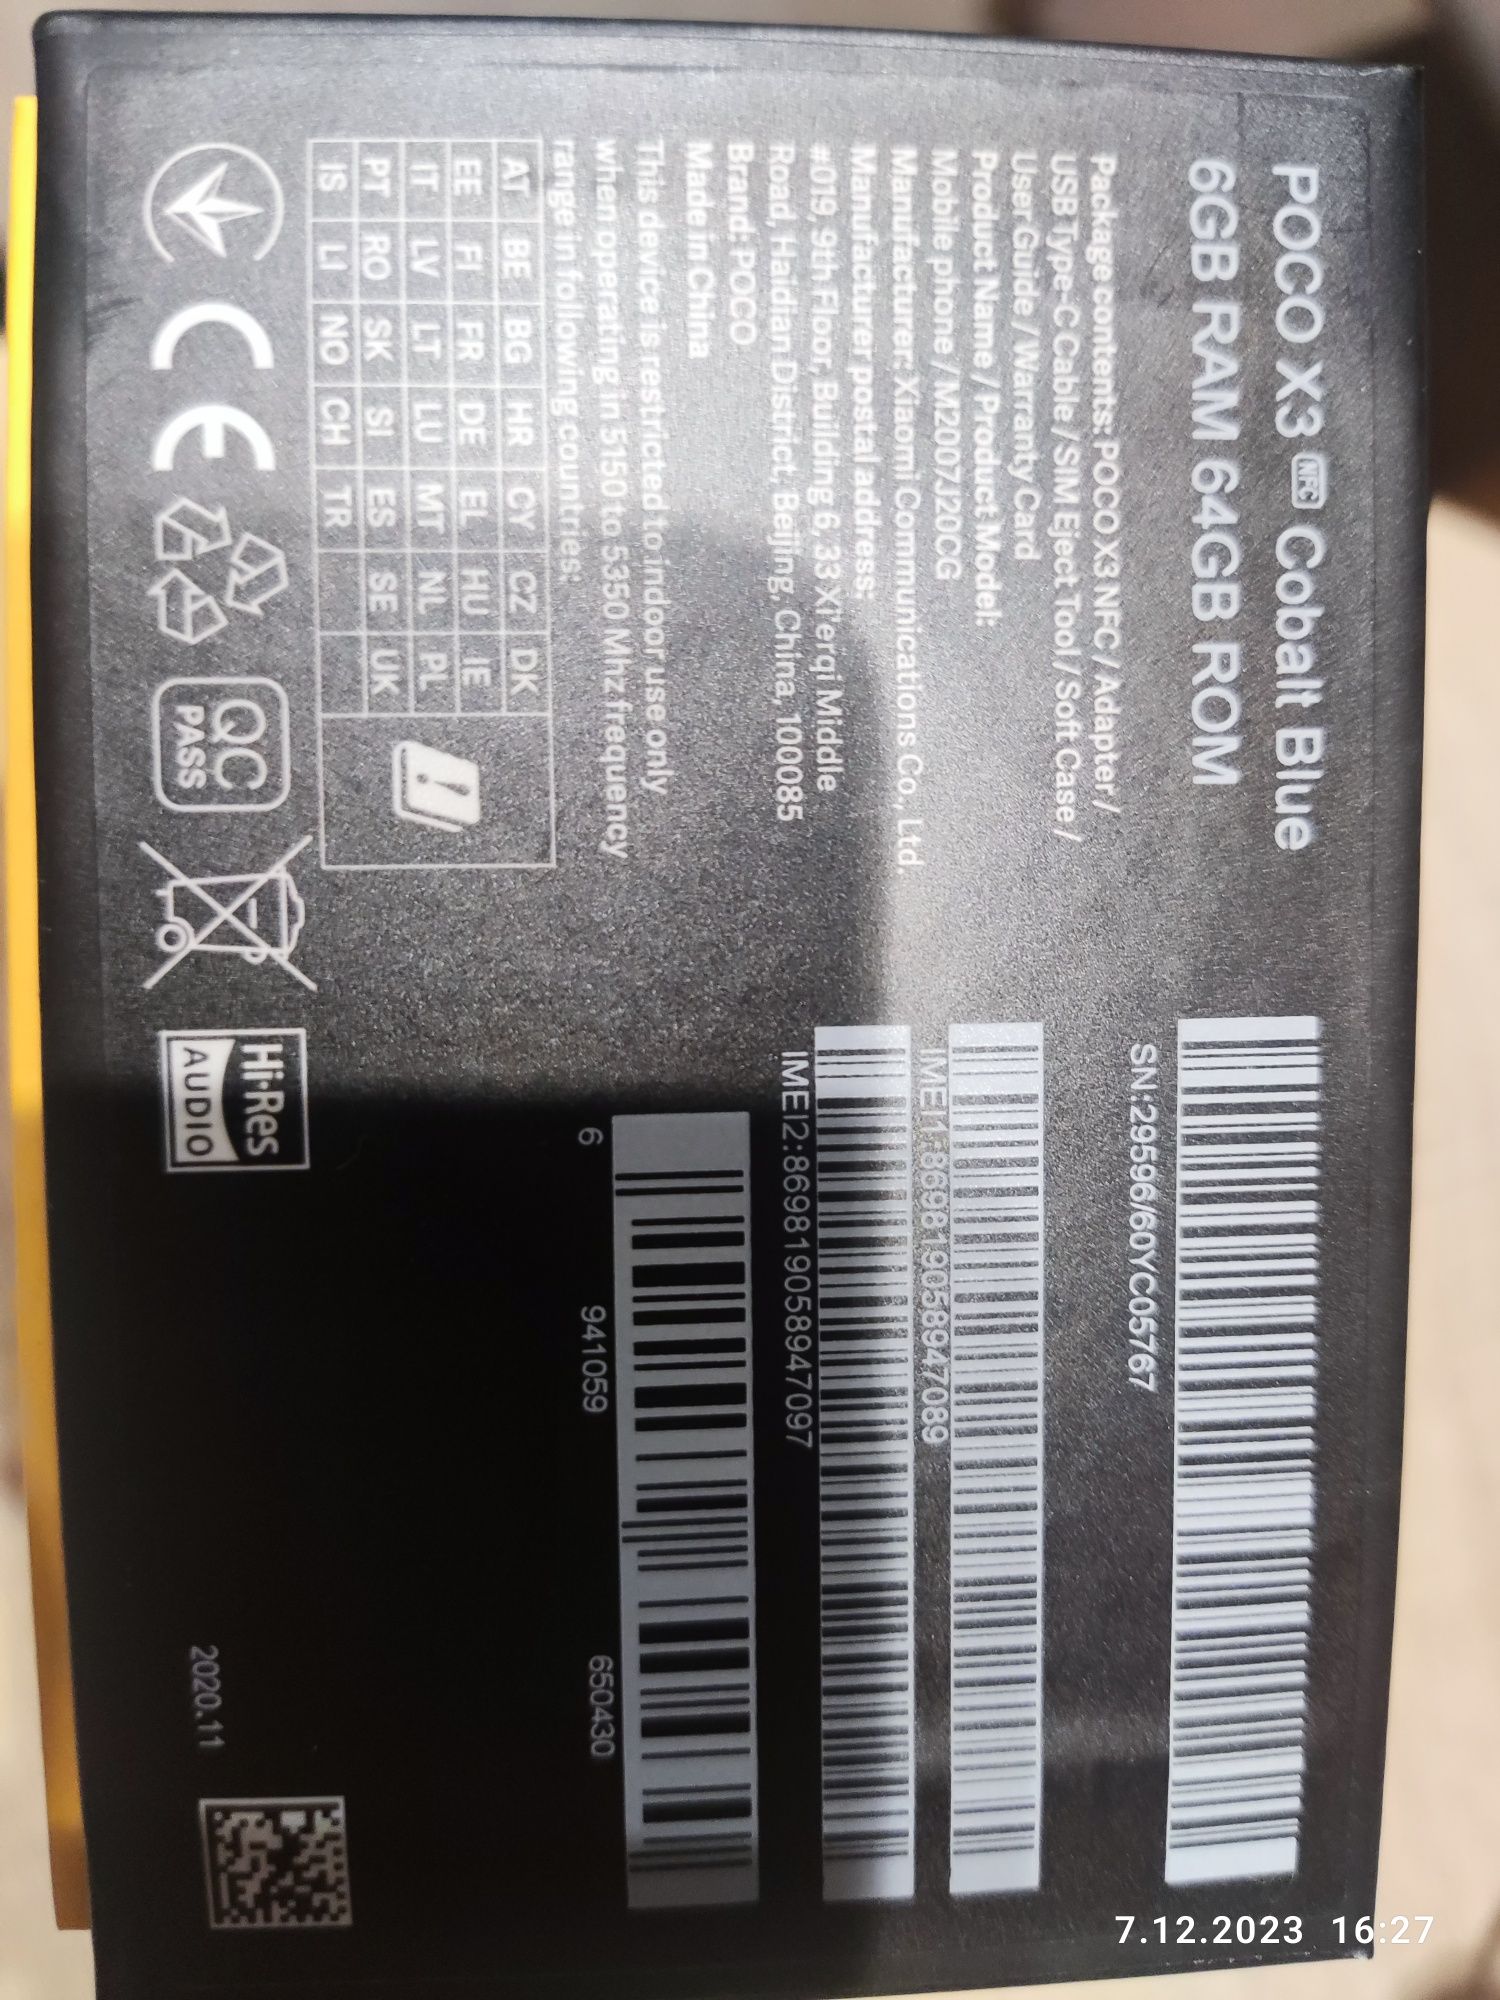 POCO X3 NFC Cobalt Blue
6GB RAM 64GB ROM
Package contents: POCO X3 NFC / Adapter /
USB Type-C Cable / SIM Eject Tool / Soft Case /
User Guide / Warranty Card
Product Name / Product Model:
Mobile phone / M2007J20CG
Manufacturer: Xiaomi Communications Co., Ltd.
Manufacturer postal address:
#019, 9th Floor, Building 6, 33 Xi'erqi Middle
Road, Haidian District, Beijing, China, 100085
Brand: POCO
Made in China
This device is restricted to indoor use only
when operating in 5150 to 5350 Mhz frequency
range in following countries:
AT BE BG HR CY CZ DK
EE FI FR DE EL HU IE
IT LV LT LU MT NL PL
PT RO SK SI ES SE UK
IS LI NO CH TR
CE
QC
PASS
Hi-Res
AUDIO
SN:29596/60YC05767
IMEI1:869819058947089
IMEI2:869819058947097
6 941059 650430
2020.11
7.12.2023 16:27